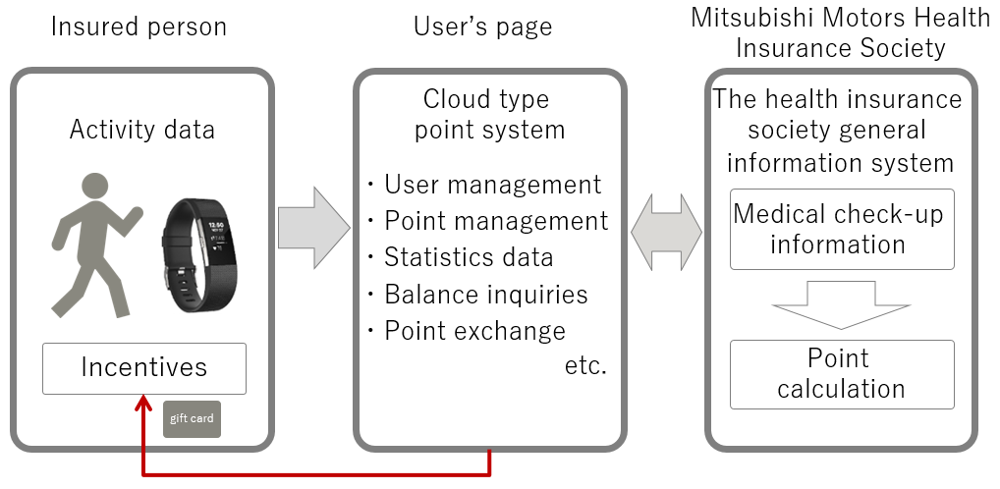 Insured person
Activity data
12:50
Incentives
gift card
User's page
Cloud type
point system
・User management
・Point management
・Statistics data
・Balance inquiries
・Point exchange
etc.
Mitsubishi Motors Health
Insurance Society
The health insurance
society general
information system
Medical check-up
information
Point
calculation